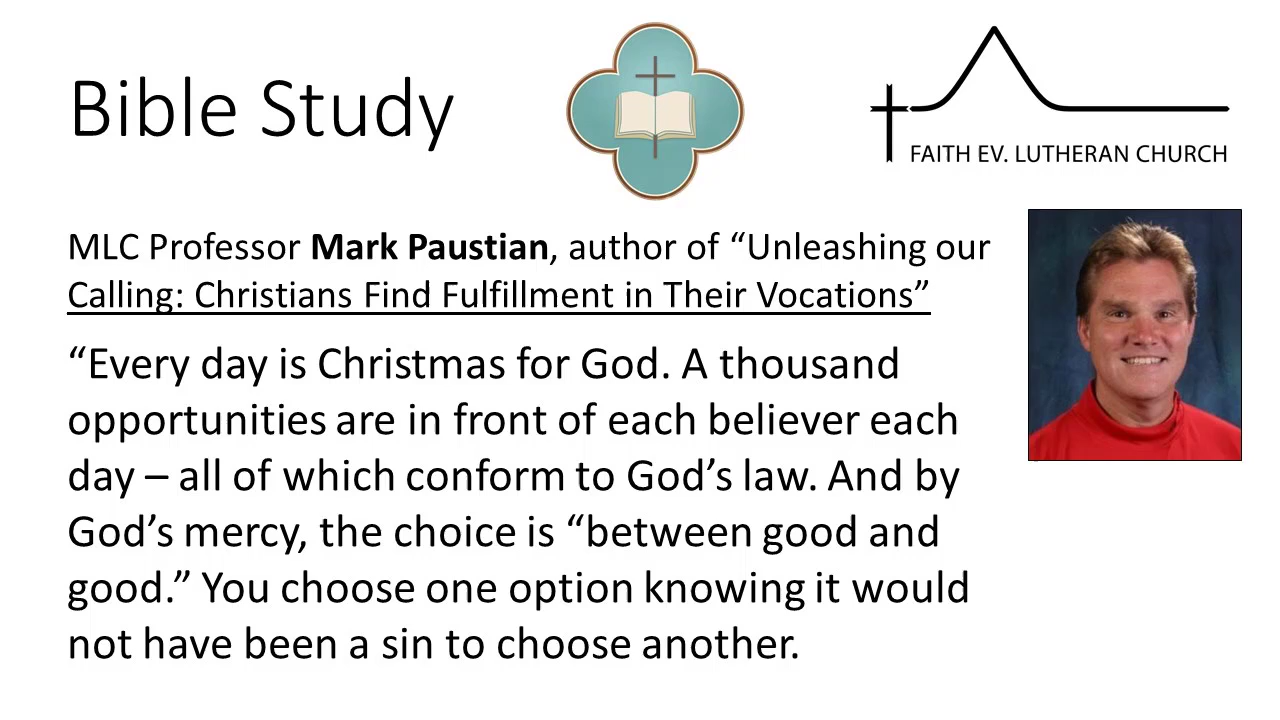 Bible Study
FAITH EV. LUTHERAN CHURCH
MLC Professor Mark Paustian, author of “Unleashing our
Calling: Christians Find Fulfillment in Their Vocations”
“Every day is Christmas for God. A thousand
opportunities are in front of each believer each
day – all of which conform to God’s law. And by
God’s mercy, the choice is “between good and
good.” You choose one option knowing it would
not have been a sin to choose another.